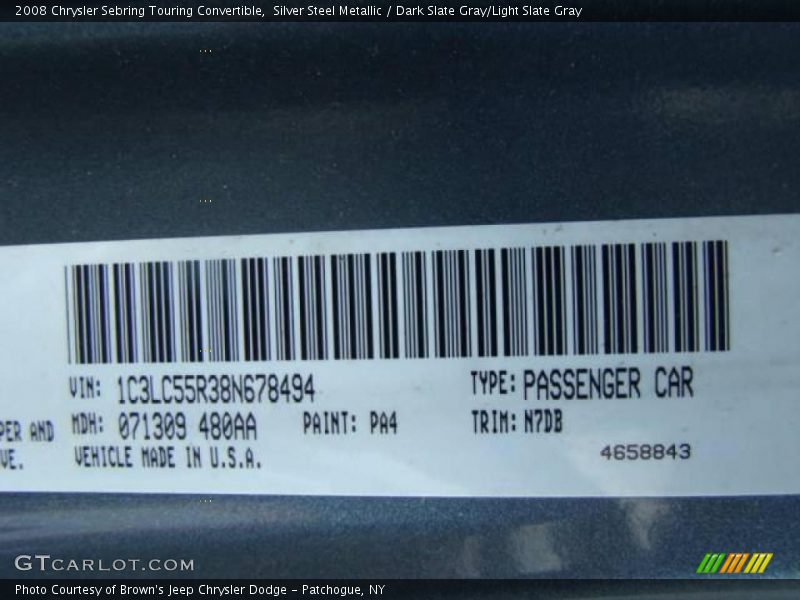 2008 Chrysler Sebring Touring Convertible,  Silver Steel Metallic / Dark Slate Gray/Light Slate Gray
VIN: 1C3LC55R38N678494 TYPE: PASSENGER CAR
PER AND MDH: 071309 480AA PAINT: PA4 TRIM: N7DB
VE. VEHICLE MADE IN U.S.A. 4658843
GTCARLOT.COM
Photo Courtesy of Brown's Jeep Chrysler Dodge - Patchogue, NY